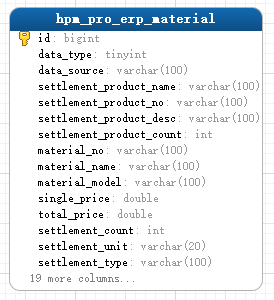 hpm_pro_erp_material
id: bigint
data_type: tinyint
data_source: varchar(100)
settlement_product_name: varchar(100)
settlement_product_no: varchar(100)
settlement_product_desc: varchar(100)
settlement_product_count: int
material_no: varchar(100)
material_name: varchar(100)
material_model: varchar(100)
single_price: double
total_price: double
settlement_count: int
settlement_unit: varchar(20)
settlement_type: varchar(100)
19 more columns...